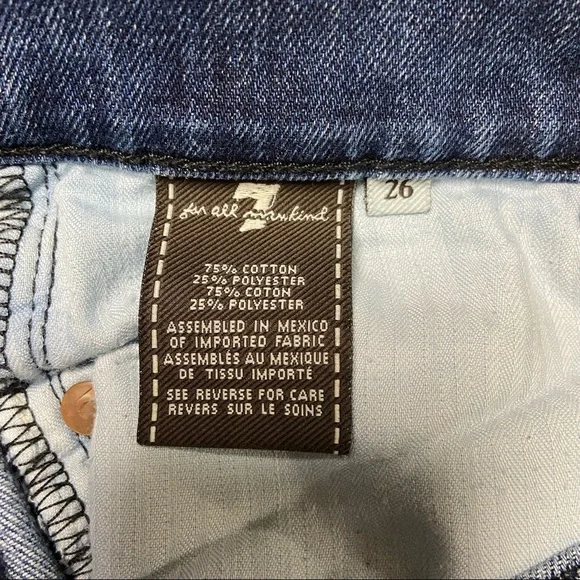 7
for all mankind
26
75% COTTON
25% POLYESTER
75% COTON
25% POLYESTER
ASSEMBLED IN MEXICO
OF IMPORTED FABRIC
ASSEMBLÉS AU MEXIQUE
DE TISSU IMPORTÉ
SEE REVERSE FOR CARE
REVERS SUR LE SOINS